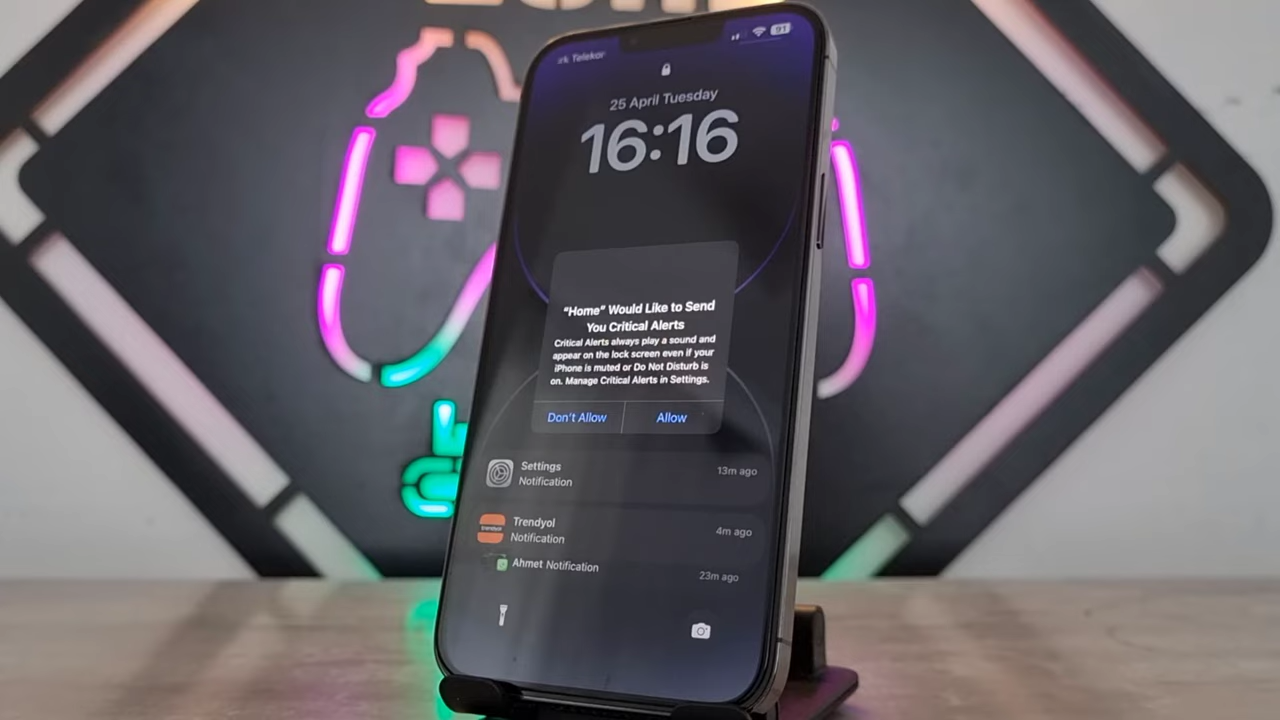 91
25 April Tuesday
16:16
“Home” Would Like to Send
You Critical Alerts
Critical Alerts always play a sound and
appear on the lock screen even if your
iPhone is muted or Do Not Disturb is
on. Manage Critical Alerts in Settings.
Don't Allow
Allow
Settings
13m ago
Notification
Trendyol
4m ago
trendyol
Notification
Ahmet Notification
23m ago